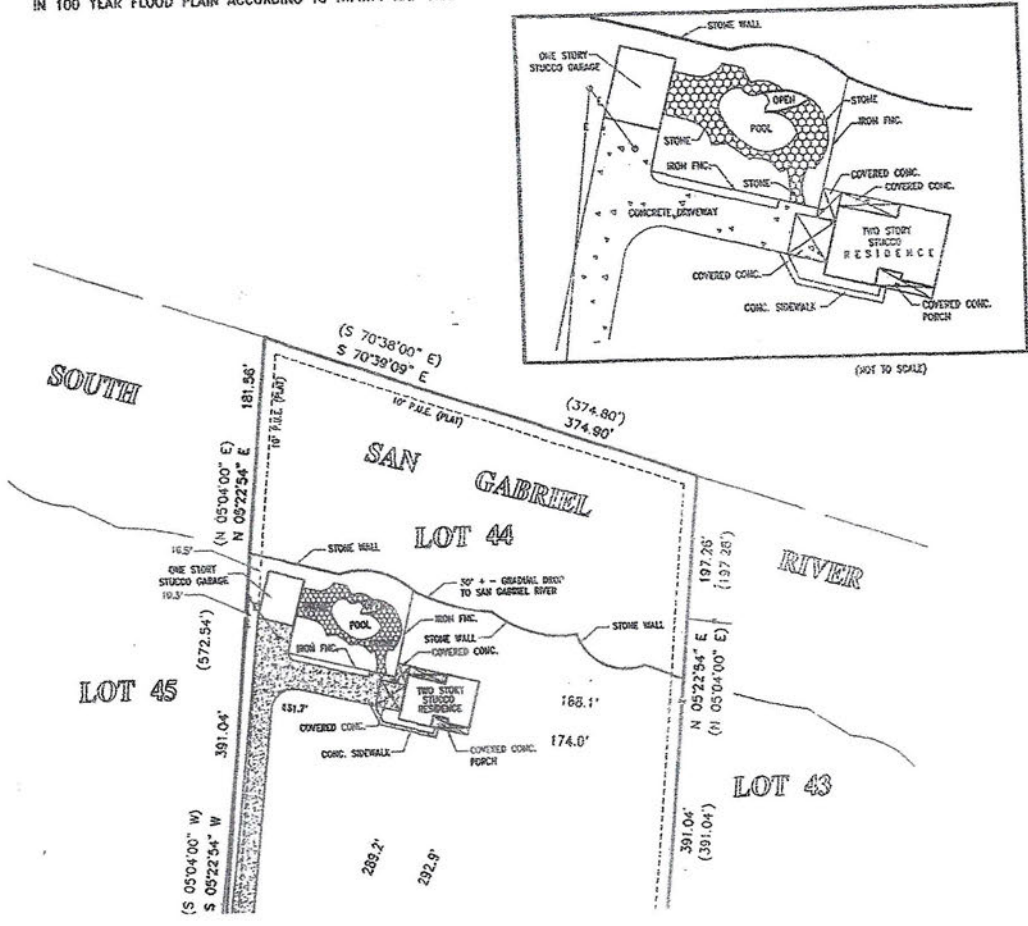 IN 100 YEAR FLOOD PLAIN ACCORDING TO
STONE WALL
ONE STORY
STUCCO GARAGE
OPEN
POOL
STONE
IRON FNC.
STONE
E
E
IRON FNC.
STONE
COVERED CONC.
COVERED CONC.
CONCRETE DRIVEWAY
TWO STORY
STUCCO
RESIDENCE
COVERED CONC.
CONC. SIDEWALK
COVERED CONC.
PORCH
(NOT TO SCALE)
(S 70°38'00" E)
S 70°39'09" E
(374.80')
374.90'
10' P.U.E. (PLAT)
SOUTH
SAN GABRIEL
RIVER
181.56'
10' P.U.E. (PLAT)
(N 05°04'00" E)
N 05°22'54" E
LOT 44
197.26'
(197.26')
STONE WALL
ONE STORY
STUCCO GARAGE
30' + - GRADUAL DROP
TO SAN GABRIEL RIVER
POOL
IRON FNC.
STONE WALL
STONE WALL
COVERED CONC.
IRON FNC.
(572.54')
LOT 45
391.04'
TWO STORY
STUCCO
RESIDENCE
COVERED CONC.
CONC. SIDEWALK
COVERED CONC.
PORCH
168.1'
174.0'
N 05°22'54" E
(N 05°04'00" E)
LOT 43
391.04'
(391.04')
(S 05°04'00" W)
S 05°22'54" W
289.2'
292.9'